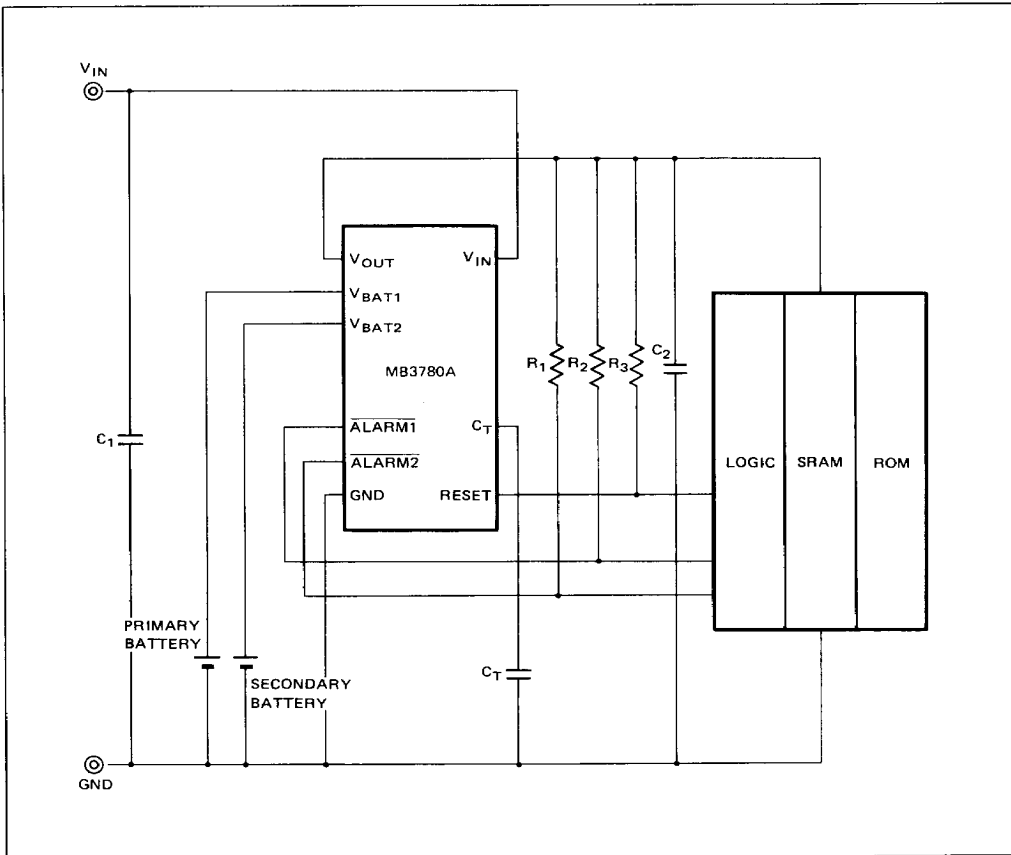 VIN
VOUT
VIN
VBAT1
VBAT2
R1
R2
R3
C2
MB3780A
C1
ALARM1
CT
ALARM2
GND
RESET
LOGIC
SRAM
ROM
PRIMARY
BATTERY
SECONDARY
BATTERY
CT
GND